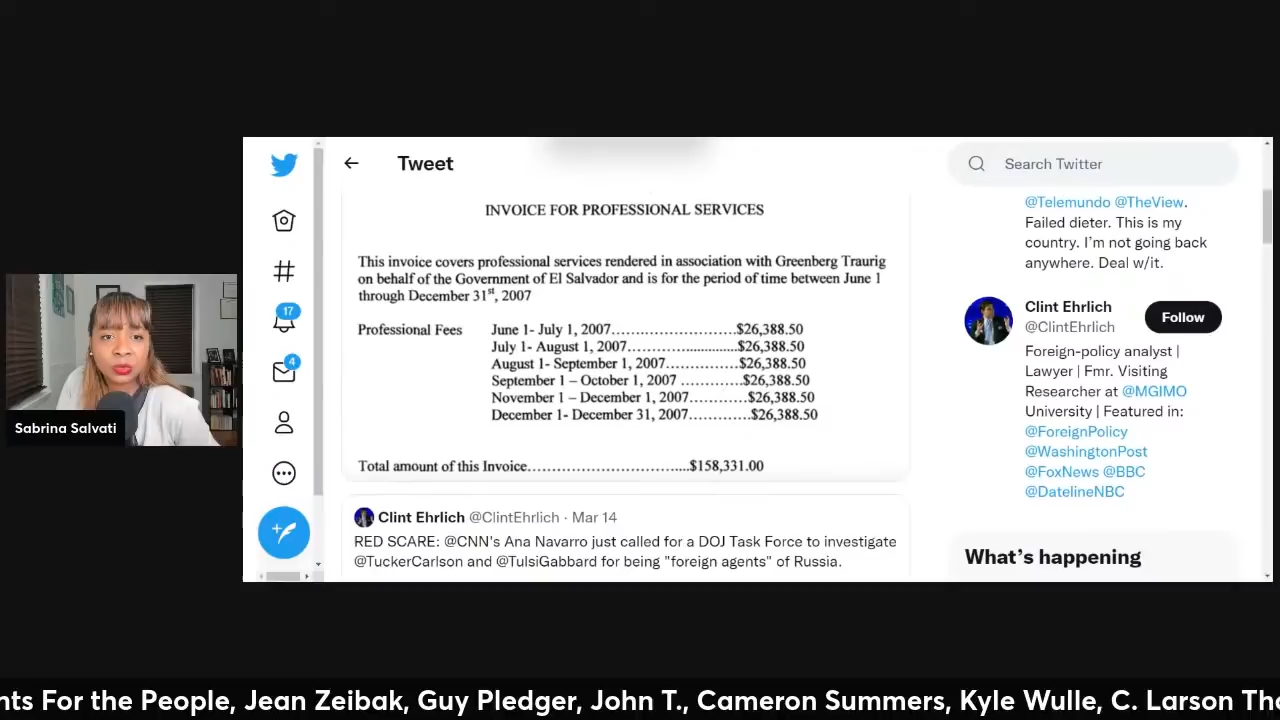 Tweet
INVOICE FOR PROFESSIONAL SERVICES
This invoice covers professional services rendered in association with Greenberg Traurig
on behalf of the Government of El Salvador and is for the period of time between June 1
through December 31st, 2007
Professional Fees June 1- July 1, 2007...........................$26,388.50
July 1- August 1, 2007...........................$26,388.50
August 1- September 1, 2007................$26,388.50
September 1 – October 1, 2007 .............$26,388.50
November 1 – December 1, 2007............$26,388.50
December 1- December 31, 2007............$26,388.50
Total amount of this Invoice.................................$158,331.00
Clint Ehrlich @ClintEhrlich · Mar 14
RED SCARE: @CNN's Ana Navarro just called for a DOJ Task Force to investigate
@TuckerCarlson and @TulsiGabbard for being "foreign agents" of Russia.
Search Twitter
@Telemundo @TheView.
Failed dieter. This is my
country. I'm not going back
anywhere. Deal w/it.
Clint Ehrlich
@ClintEhrlich
Follow
Foreign-policy analyst |
Lawyer | Fmr. Visiting
Researcher at @MGIMO
University | Featured in:
@ForeignPolicy
@WashingtonPost
@FoxNews @BBC
@DatelineNBC
What's happening
17
4
Sabrina Salvati
nts For the People, Jean Zeibak, Guy Pledger, John T., Cameron Summers, Kyle Wulle, C. Larson Tha